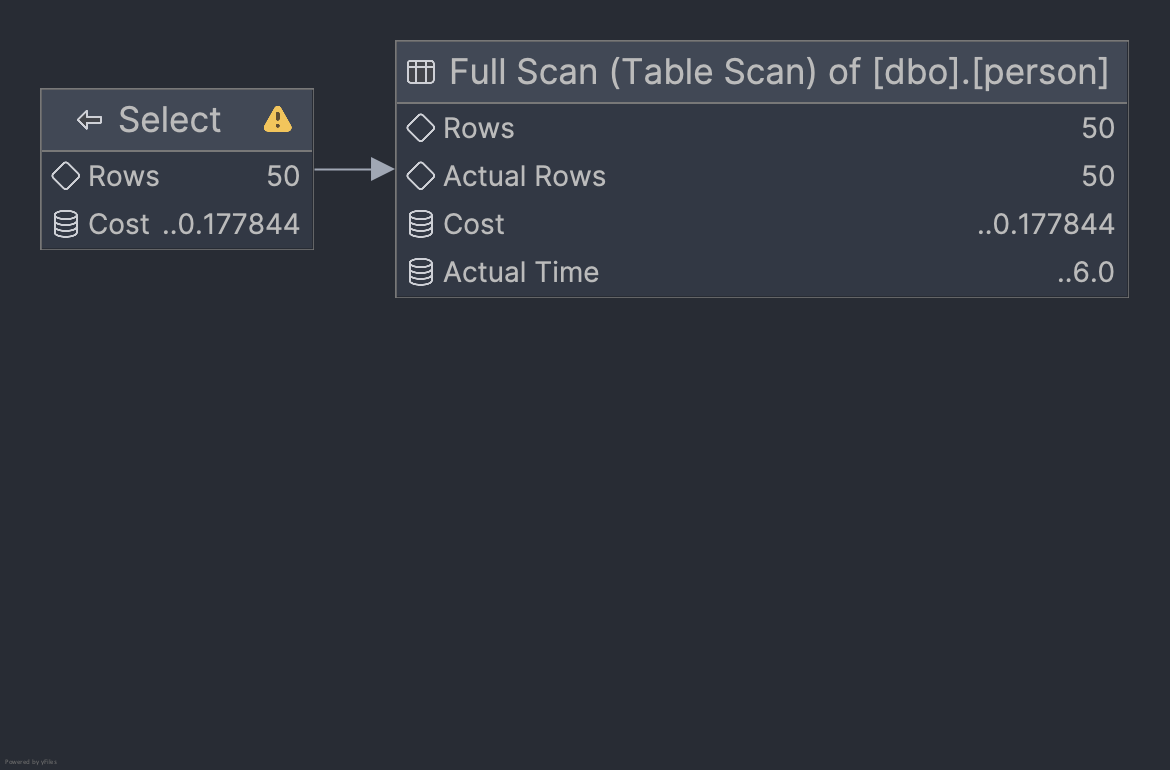 Select
Rows 50
Cost ..0.177844
Full Scan (Table Scan) of [dbo].[person]
Rows 50
Actual Rows 50
Cost ..0.177844
Actual Time ..6.0
Powered by yFiles